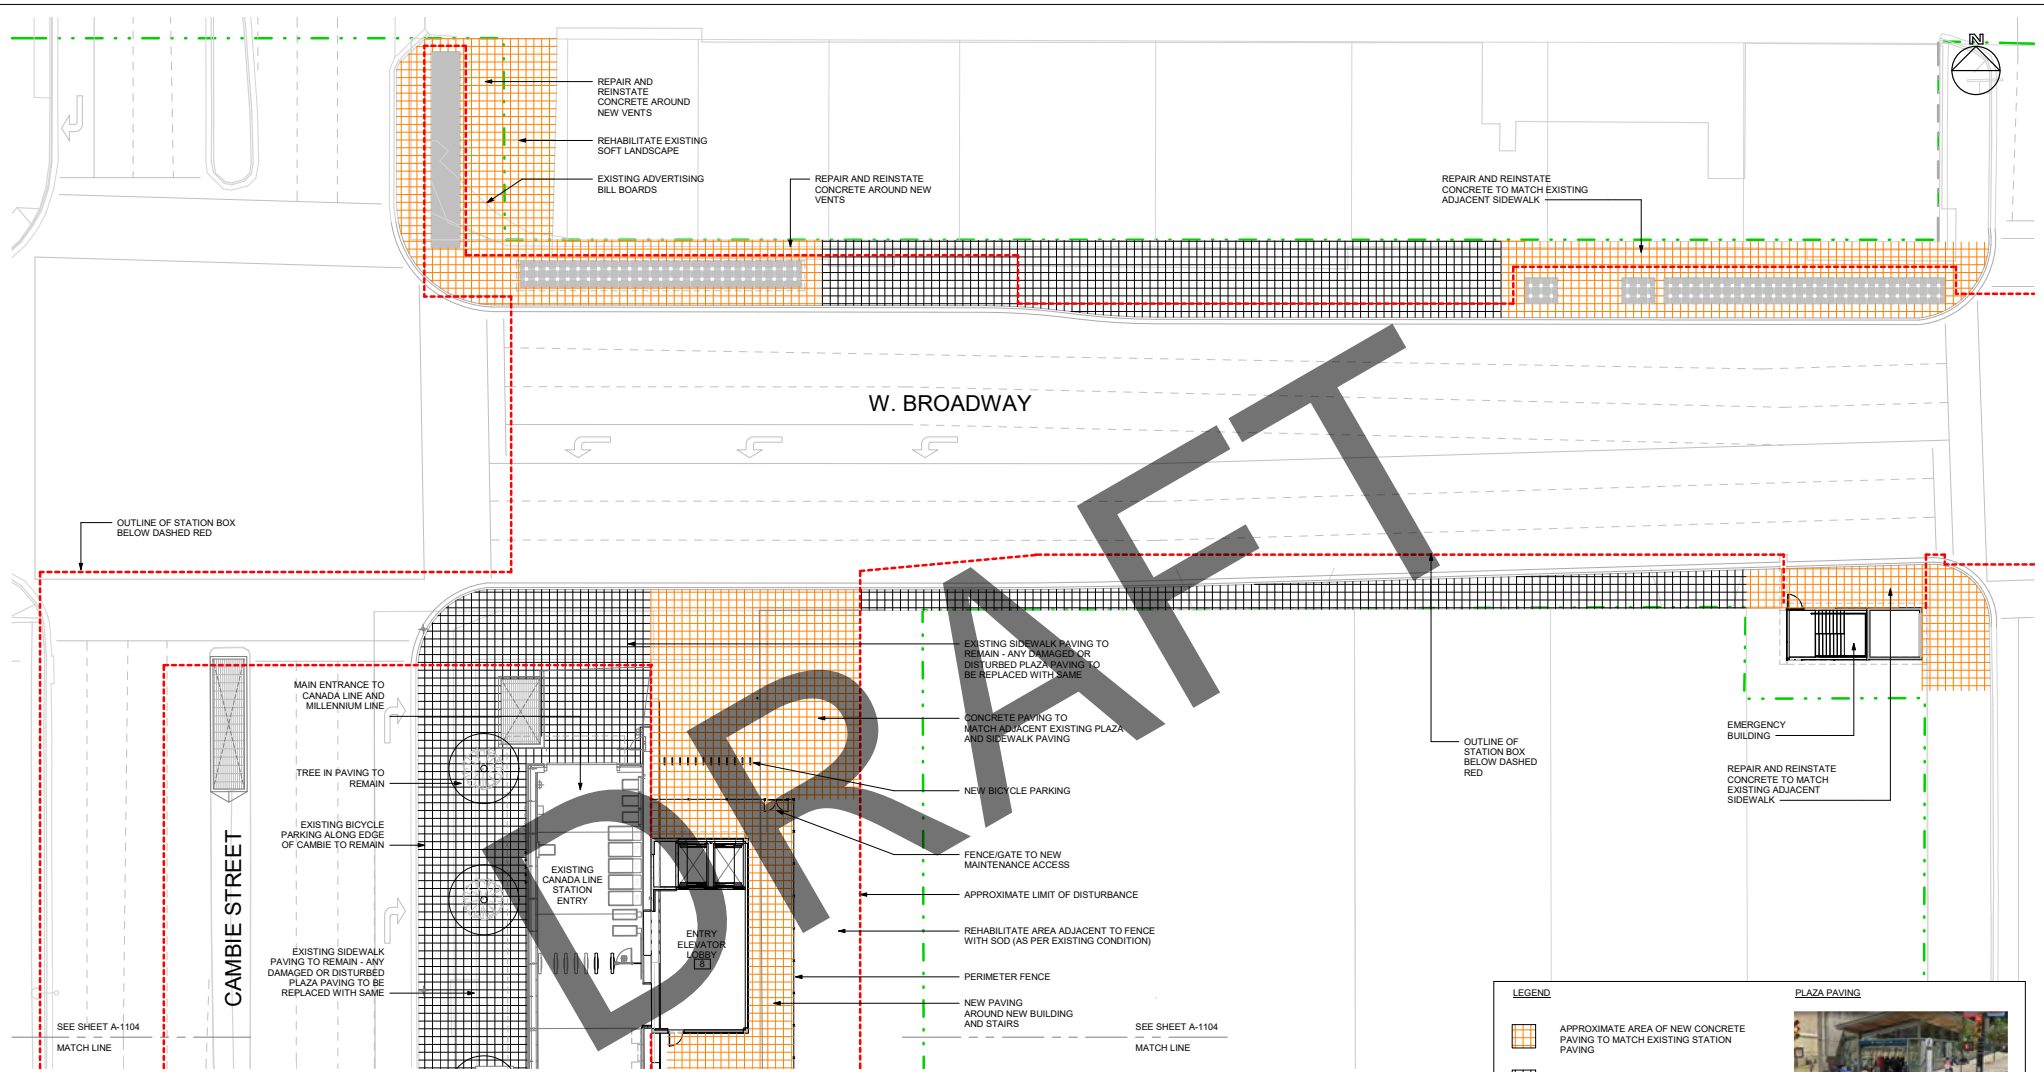 N
REPAIR AND
REINSTATE
CONCRETE AROUND
NEW VENTS
REHABILITATE EXISTING
SOFT LANDSCAPE
EXISTING ADVERTISING
BILL BOARDS
REPAIR AND REINSTATE
CONCRETE AROUND NEW
VENTS
REPAIR AND REINSTATE
CONCRETE TO MATCH EXISTING
ADJACENT SIDEWALK
W. BROADWAY
OUTLINE OF STATION BOX
BELOW DASHED RED
DRAFT
MAIN ENTRANCE TO
CANADA LINE AND
MILLENNIUM LINE
TREE IN PAVING TO
REMAIN
EXISTING BICYCLE
PARKING ALONG EDGE
OF CAMBIE TO REMAIN
CAMBIE STREET
EXISTING SIDEWALK
PAVING TO REMAIN - ANY
DAMAGED OR DISTURBED
PLAZA PAVING TO BE
REPLACED WITH SAME
EXISTING
CANADA LINE
STATION
ENTRY
ENTRY
ELEVATOR
LOBBY
8
EXISTING SIDEWALK PAVING TO
REMAIN - ANY DAMAGED OR
DISTURBED PLAZA PAVING TO
BE REPLACED WITH SAME
CONCRETE PAVING TO
MATCH ADJACENT EXISTING PLAZA
AND SIDEWALK PAVING
NEW BICYCLE PARKING
FENCE/GATE TO NEW
MAINTENANCE ACCESS
APPROXIMATE LIMIT OF DISTURBANCE
REHABILITATE AREA ADJACENT TO FENCE
WITH SOD (AS PER EXISTING CONDITION)
PERIMETER FENCE
NEW PAVING
AROUND NEW BUILDING
AND STAIRS
OUTLINE OF
STATION BOX
BELOW DASHED
RED
EMERGENCY
BUILDING
REPAIR AND REINSTATE
CONCRETE TO MATCH
EXISTING ADJACENT
SIDEWALK
SEE SHEET A-1104
MATCH LINE
SEE SHEET A-1104
MATCH LINE
LEGEND
APPROXIMATE AREA OF NEW CONCRETE
PAVING TO MATCH EXISTING STATION
PAVING
PLAZA PAVING